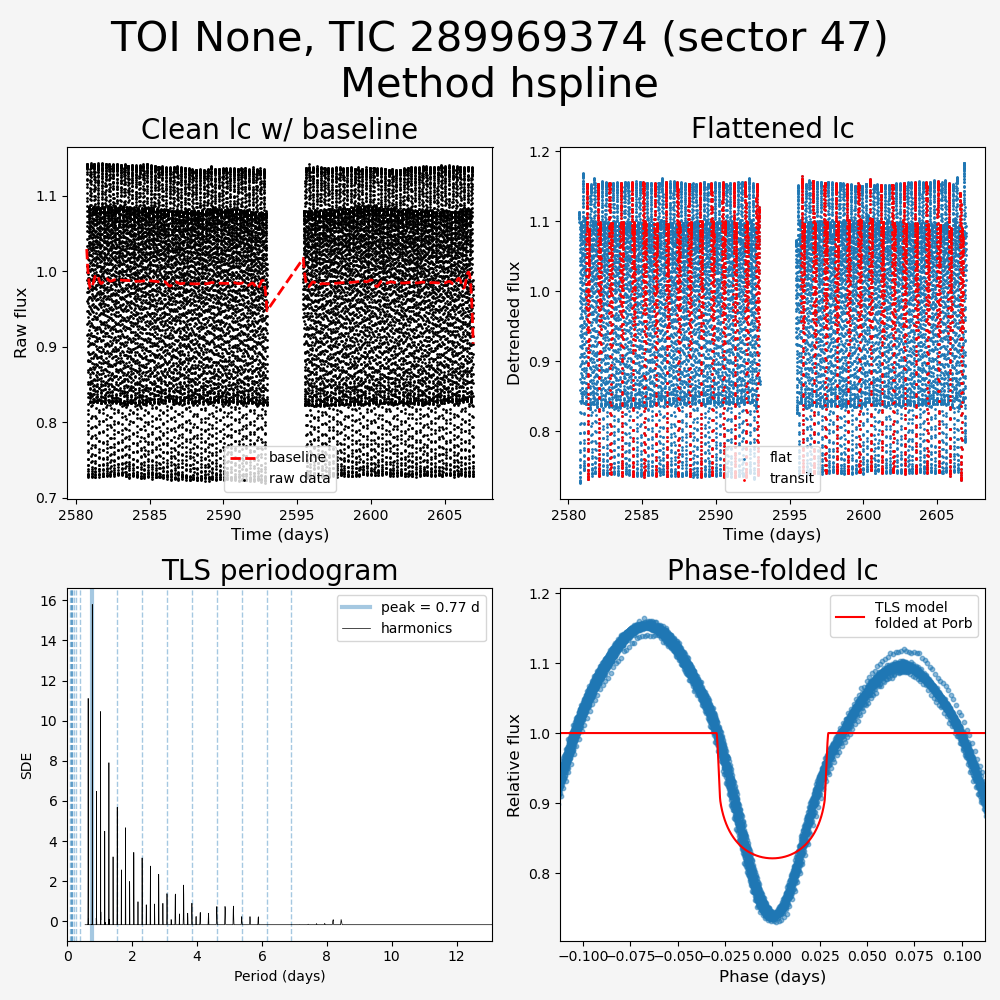 TOI None, TIC 289969374 (sector 47)
Method hspline
Clean lc w/ baseline
Raw flux
1.1
1.0
0.9
0.8
0.7
2580 2585 2590 2595 2600 2605
Time (days)
baseline
raw data
Flattened lc
Detrended flux
1.2
1.1
1.0
0.9
0.8
2580 2585 2590 2595 2600 2605
Time (days)
flat
transit
TLS periodogram
SDE
16
14
12
10
8
6
4
2
0
0 2 4 6 8 10 12
Period (days)
peak = 0.77 d
harmonics
Phase-folded lc
Relative flux
1.2
1.1
1.0
0.9
0.8
−0.100 −0.075 −0.050 −0.025 0.000 0.025 0.050 0.075 0.100
Phase (days)
TLS model
folded at Porb